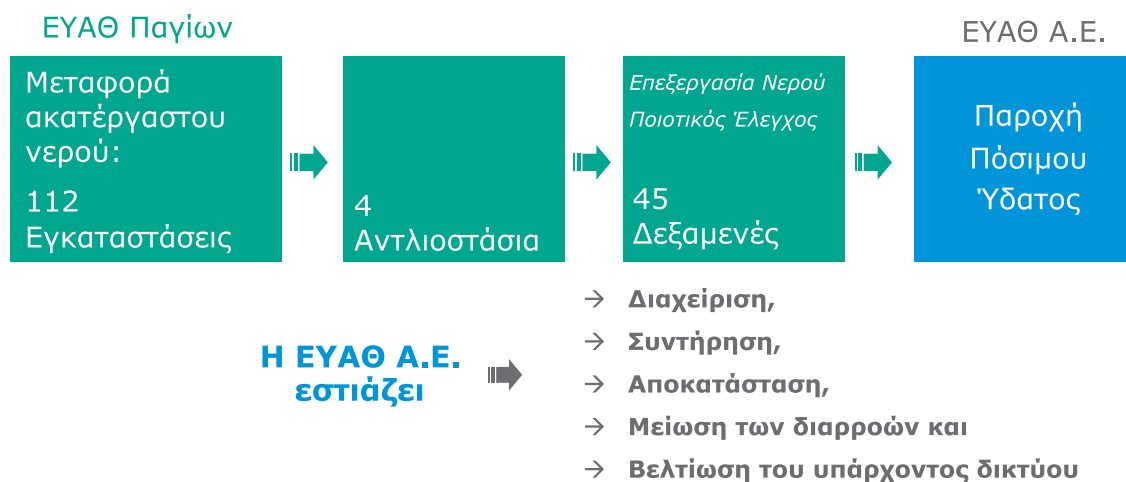 ΕΥΑΘ Παγίων
ΕΥΑΘ Α.Ε.
Μεταφορά
ακατέργαστου
νερού:
112
Εγκαταστάσεις
4
Αντλιοστάσια
Επεξεργασία Νερού
Ποιοτικός Έλεγχος
45
Δεξαμενές
Παροχή
Πόσιμου
Ύδατος
Η ΕΥΑΘ Α.Ε.
εστιάζει
→ Διαχείριση,
→ Συντήρηση,
→ Αποκατάσταση,
→ Μείωση των διαρροών και
→ Βελτίωση του υπάρχοντος δικτύου